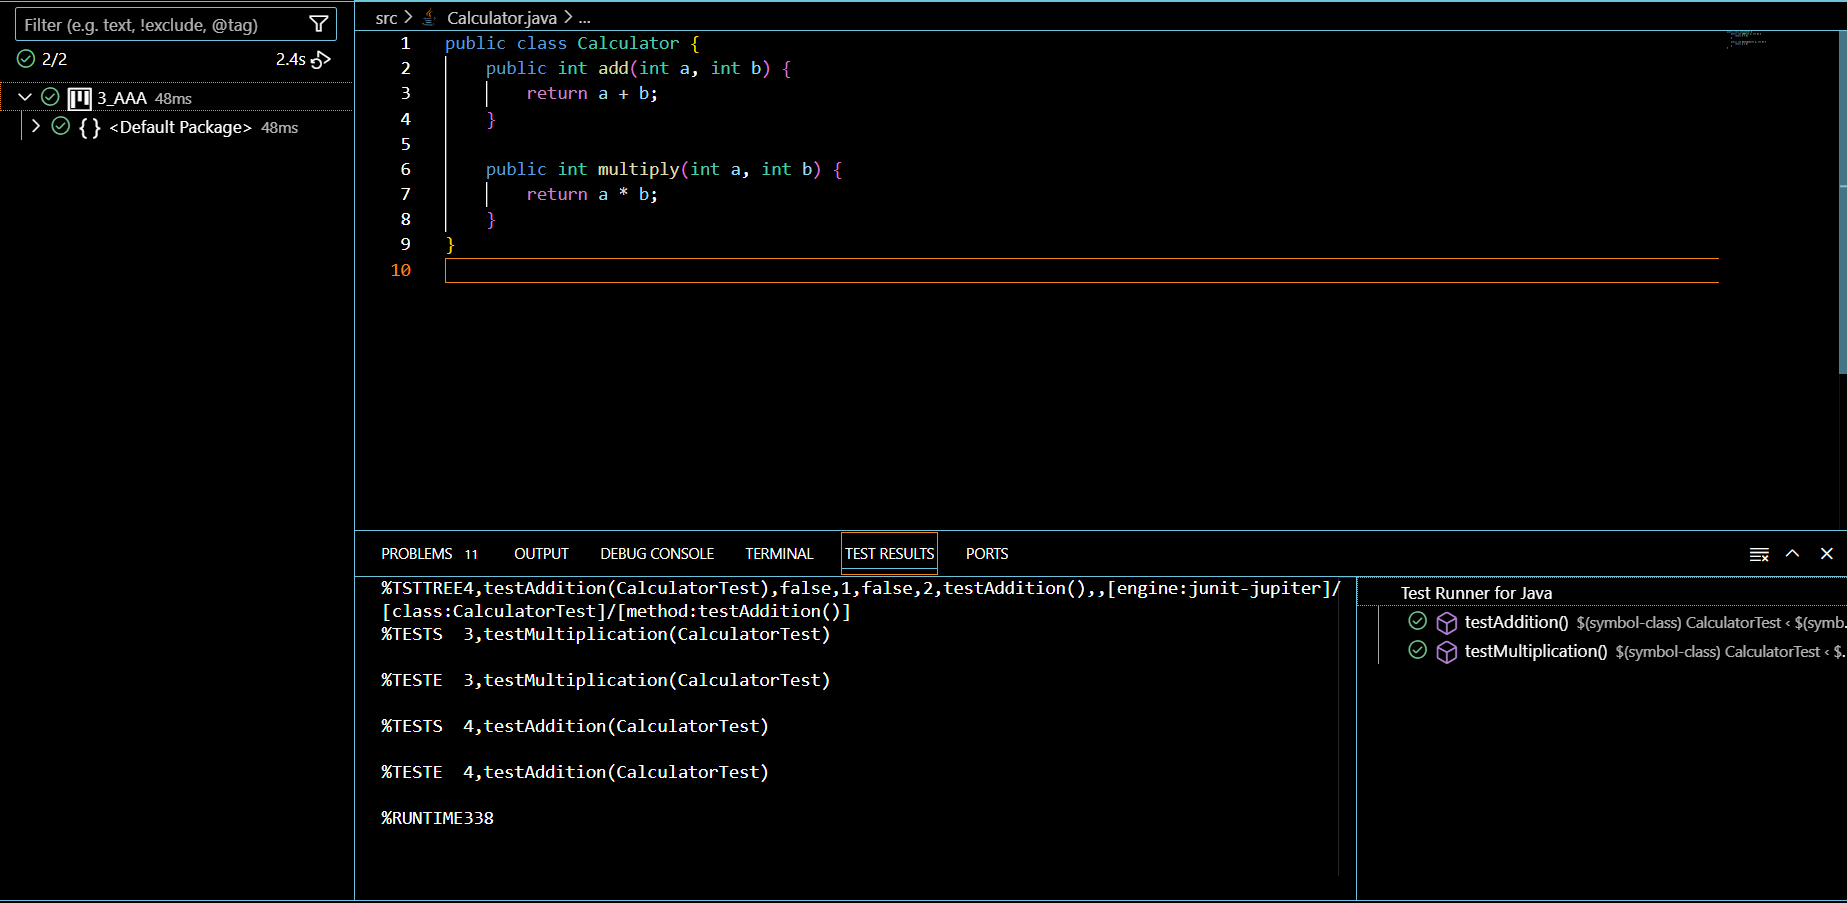 Filter (e.g. text, !exclude, @tag)
2/2 2.4s
3_AAA 48ms
{} <Default Package> 48ms
src > Calculator.java > ...
1 public class Calculator {
2     public int add(int a, int b) {
3         return a + b;
4     }
5
6     public int multiply(int a, int b) {
7         return a * b;
8     }
9 }
10
PROBLEMS 11 OUTPUT DEBUG CONSOLE TERMINAL TEST RESULTS PORTS
%TSTTREE4,testAddition(CalculatorTest),false,1,false,2,testAddition(),,[engine:junit-jupiter]/
[class:CalculatorTest]/[method:testAddition()]
%TESTS  3,testMultiplication(CalculatorTest)
%TESTE  3,testMultiplication(CalculatorTest)
%TESTS  4,testAddition(CalculatorTest)
%TESTE  4,testAddition(CalculatorTest)
%RUNTIME338
Test Runner for Java
testAddition() $(symbol-class) CalculatorTest ‹ $(symb...
testMultiplication() $(symbol-class) CalculatorTest ‹ $...